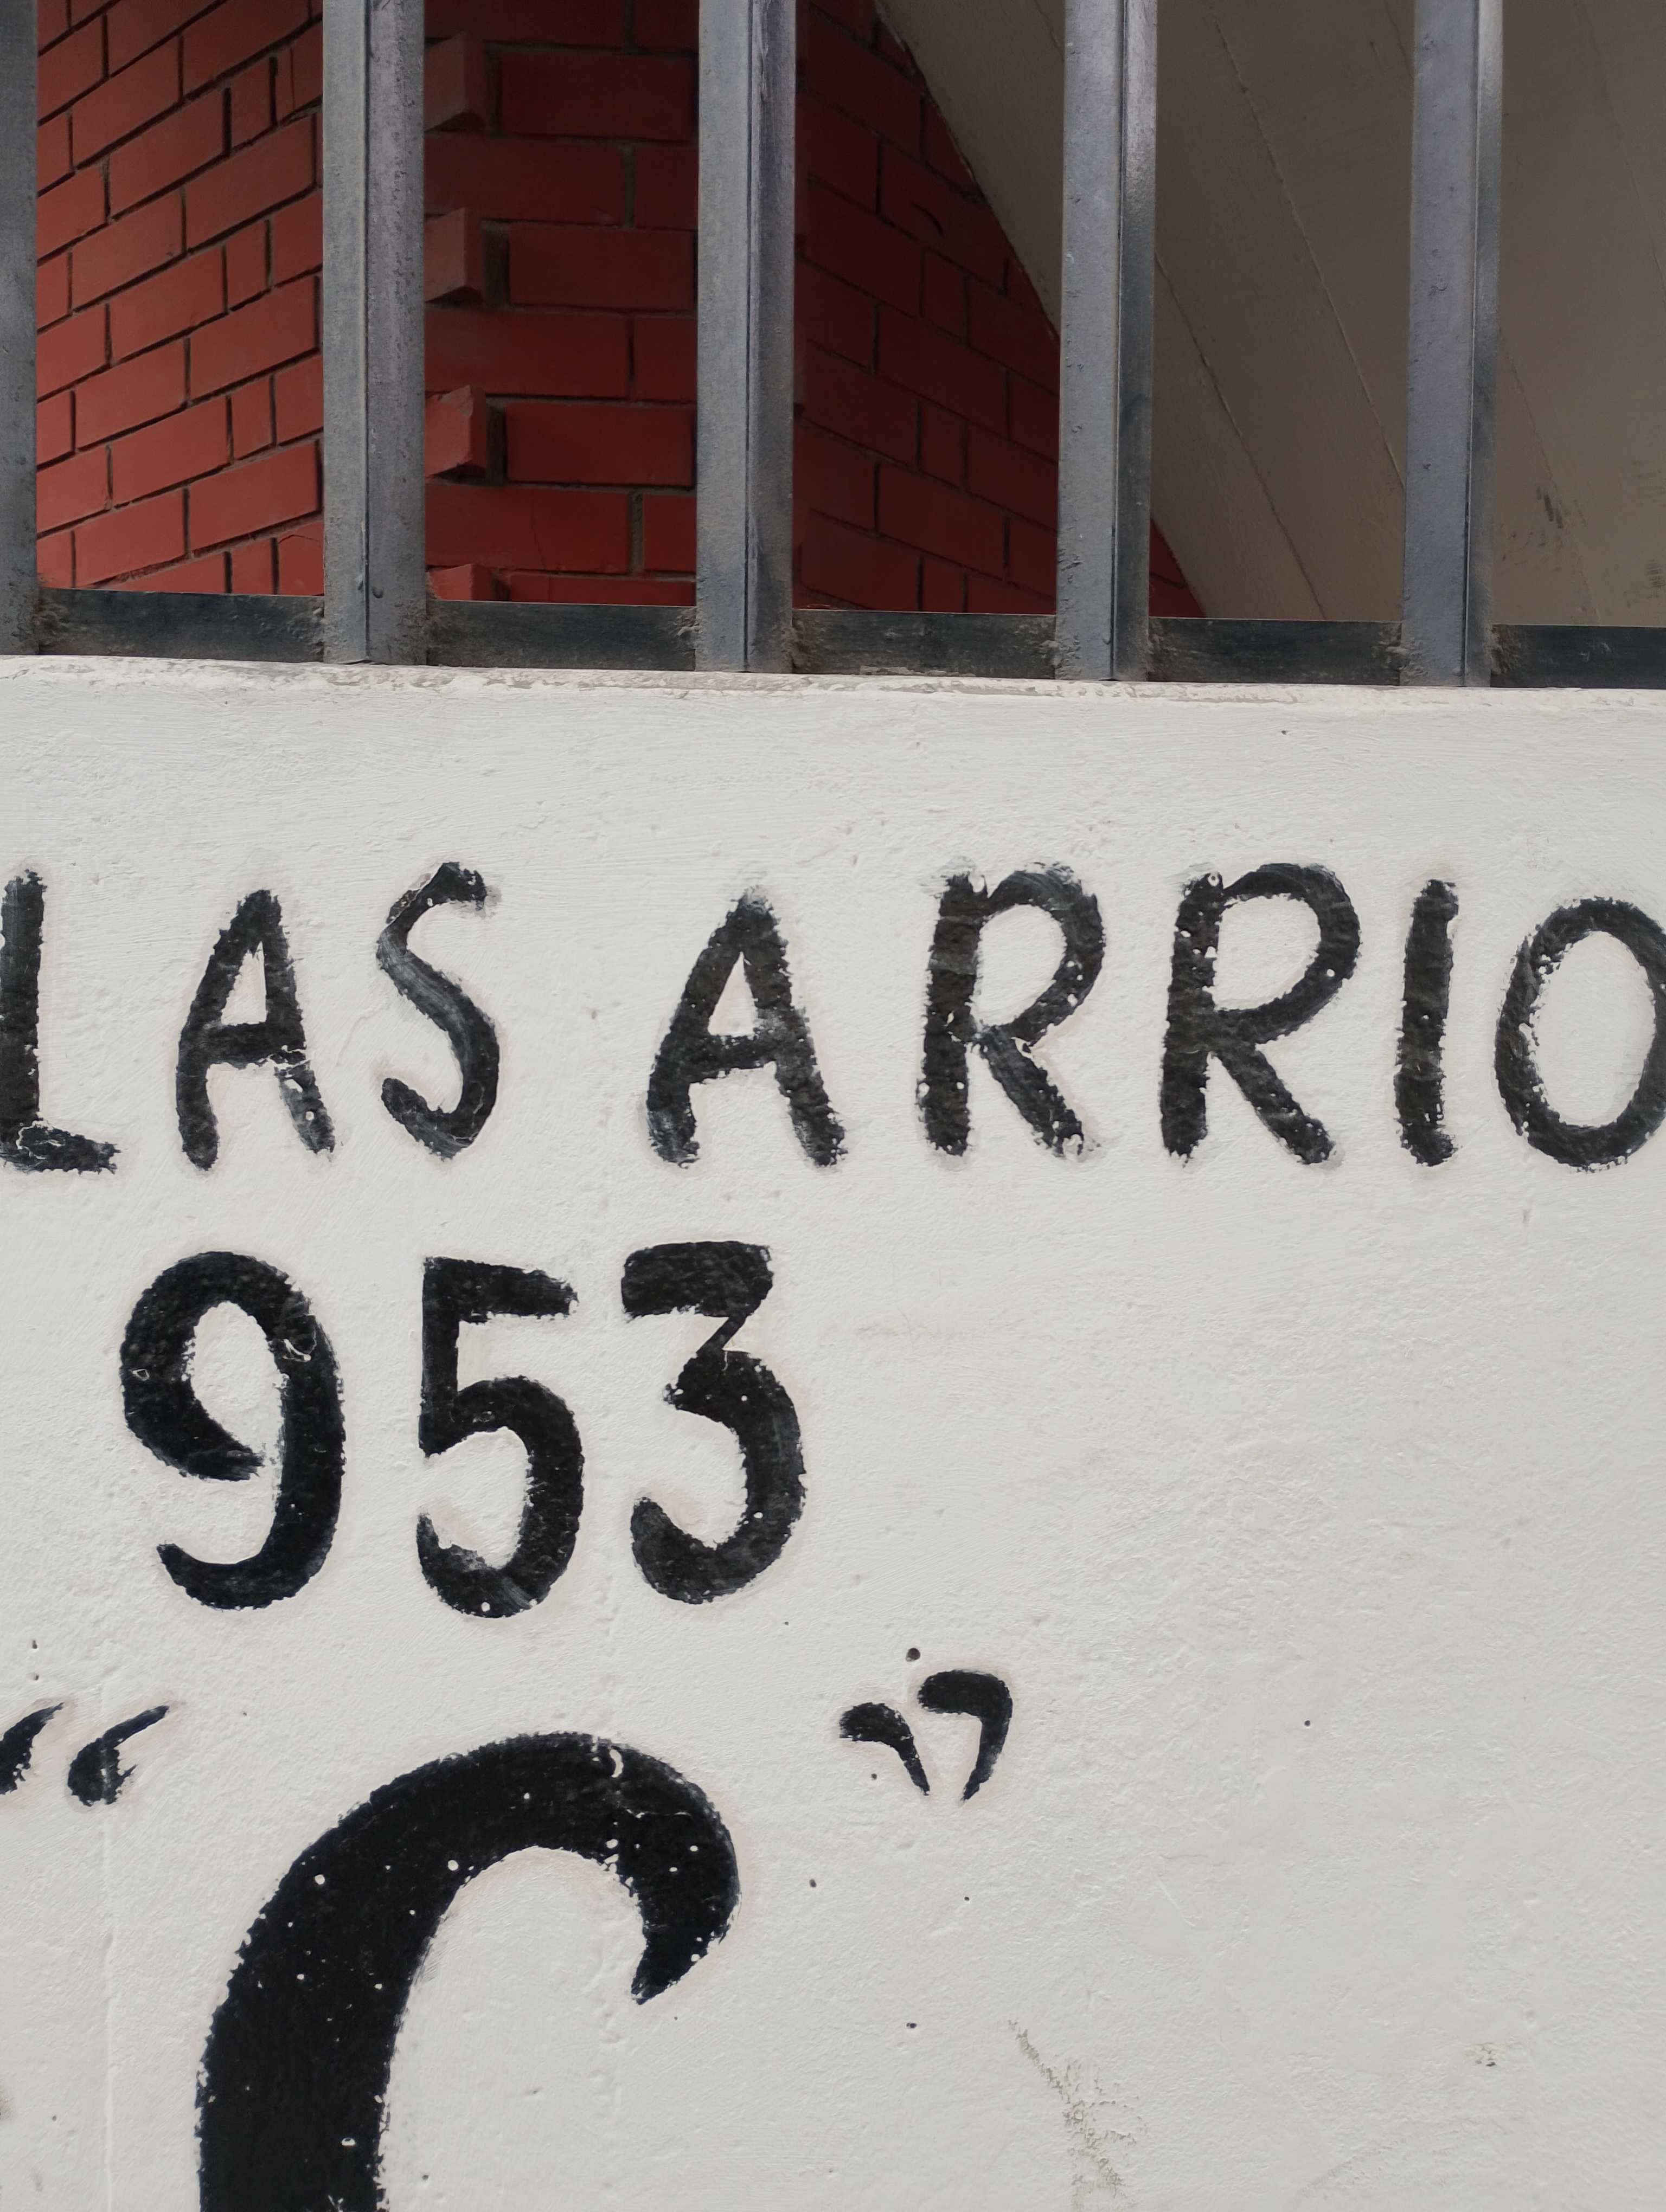 LAS ARRIO
953
“C”